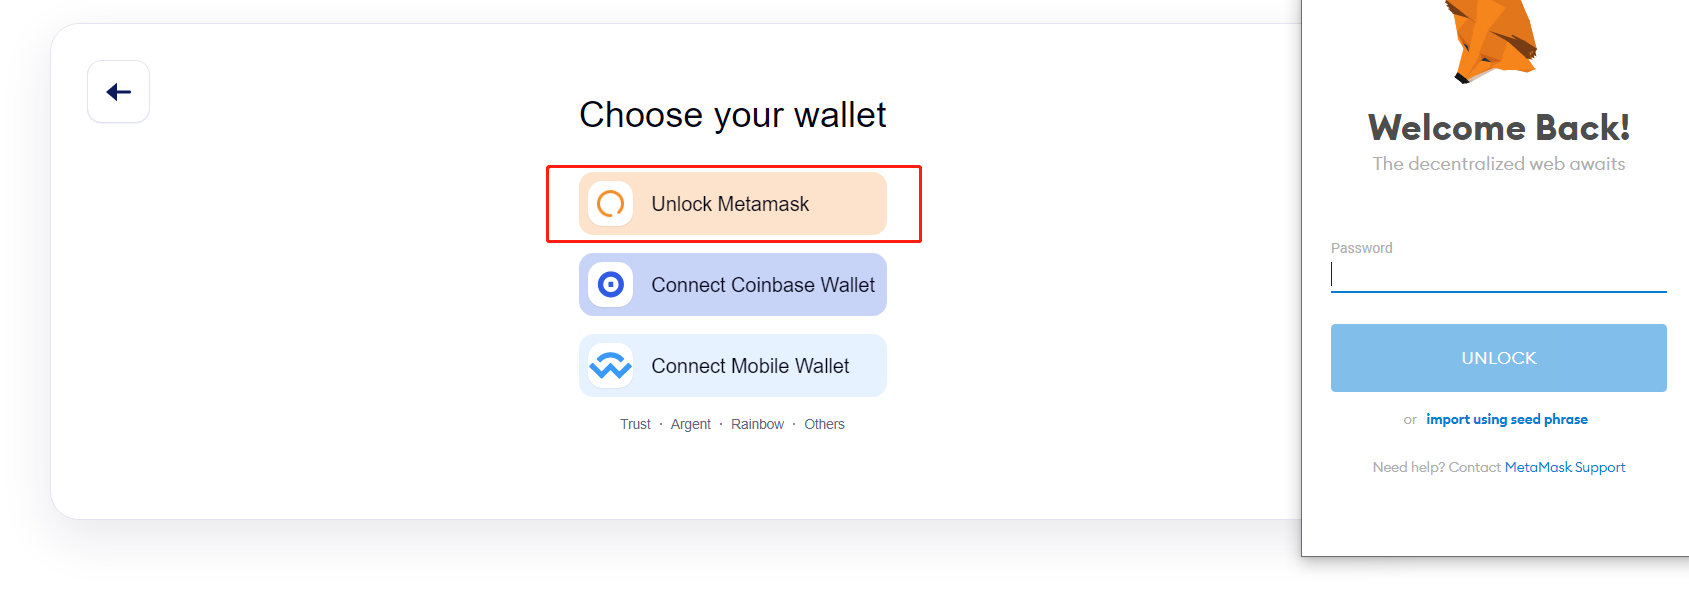 Choose your wallet
Unlock Metamask
Connect Coinbase Wallet
Connect Mobile Wallet
Trust · Argent · Rainbow · Others
Welcome Back!
The decentralized web awaits
Password
UNLOCK
or import using seed phrase
Need help? Contact MetaMask Support